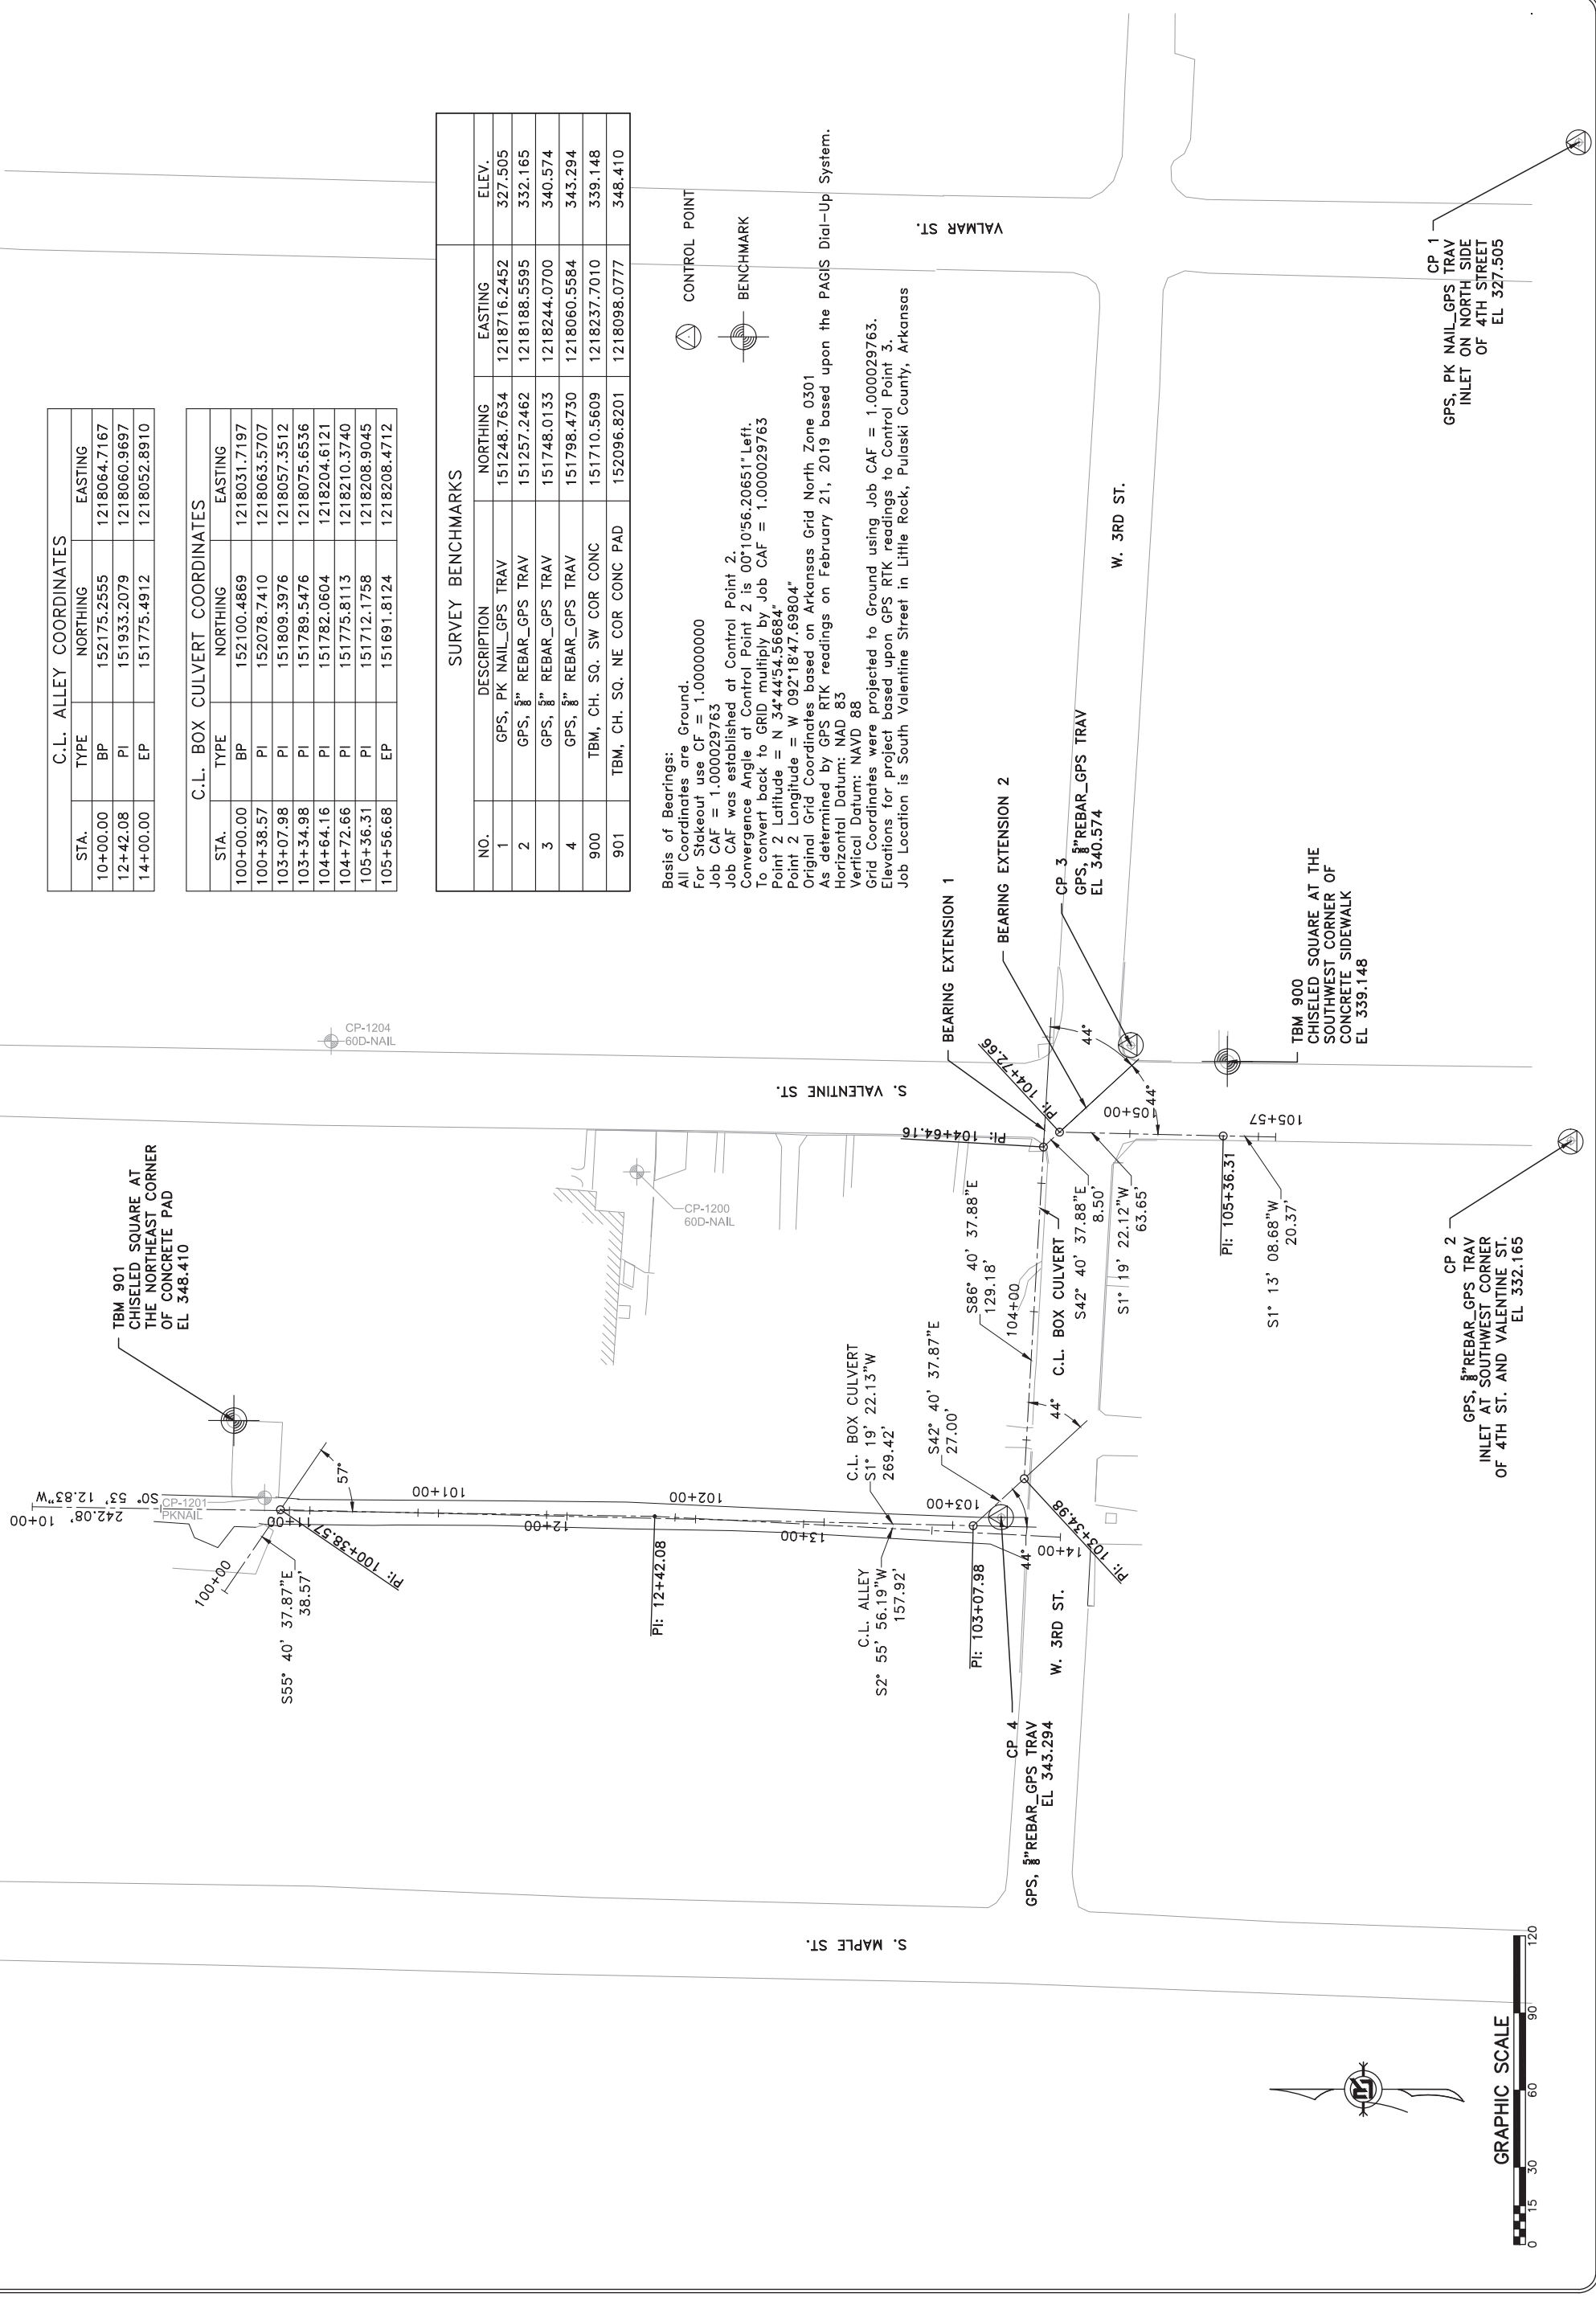 C.L. ALLEY COORDINATES
STA. TYPE NORTHING EASTING
10+00.00 BP 152175.2555 1218064.7167
12+42.08 PI 151933.2079 1218060.9697
14+00.00 EP 151775.4912 1218052.8910
C.L. BOX CULVERT COORDINATES
STA. TYPE NORTHING EASTING
100+00.00 BP 152100.4869 1218031.7197
100+38.57 PI 152078.7410 1218063.5707
103+07.98 PI 151809.3976 1218057.3512
103+34.98 PI 151789.5476 1218075.6536
104+64.16 PI 151782.0604 1218204.6121
104+72.66 PI 151775.8113 1218210.3740
105+36.31 PI 151712.1758 1218208.9045
105+56.68 EP 151691.8124 1218208.4712
SURVEY BENCHMARKS
NO. DESCRIPTION NORTHING EASTING ELEV.
1 GPS, PK NAIL_GPS TRAV 151248.7634 1218716.2452 327.505
2 GPS, 5/8" REBAR_GPS TRAV 151257.2462 1218188.5595 332.165
3 GPS, 5/8" REBAR_GPS TRAV 151748.0133 1218244.0700 340.574
4 GPS, 5/8" REBAR_GPS TRAV 151798.4730 1218060.5584 343.294
900 TBM, CH. SQ. SW COR CONC 151710.5609 1218237.7010 339.148
901 TBM, CH. SQ. NE COR CONC PAD 152096.8201 1218098.0777 348.410
CONTROL POINT
BENCHMARK
Basis of Bearings:
All Coordinates are Ground.
For Stakeout use CF = 1.00000000
Job CAF = 1.000029763
Job CAF was established at Control Point 2.
Convergence Angle at Control Point 2 is 00°10'56.20651" Left.
To convert back to GRID multiply by Job CAF = 1.000029763
Point 2 Latitude = N 34°44'54.56684"
Point 2 Longitude = W 092°18'47.69804"
Original Grid Coordinates based on Arkansas Grid North Zone 0301
As determined by GPS RTK readings on February 21, 2019 based upon the PAGIS Dial-Up System.
Horizontal Datum: NAD 83
Vertical Datum: NAVD 88
Grid Coordinates were projected to Ground using Job CAF = 1.000029763.
Elevations for project based upon GPS RTK readings to Control Point 3.
Job Location is South Valentine Street in Little Rock, Pulaski County, Arkansas
TBM 901
CHISELED SQUARE AT
THE NORTHEAST CORNER
OF CONCRETE PAD
EL 348.410
CP-1204
60D-NAIL
CP-1200
60D-NAIL
CP-1201
PKNAIL
10+00
242.08'
S0° 53' 12.83"W
11+00
12+00
13+00
14+00
100+00
101+00
102+00
103+00
104+00
105+00
105+57
57°
S55° 40' 37.87"E
38.57'
PI: 100+38.57
PI: 12+42.08
C.L. ALLEY
S2° 55' 56.19"W
157.92'
C.L. BOX CULVERT
S1° 19' 22.13"W
269.42'
S42° 40' 37.87"E
27.00'
PI: 103+07.98
PI: 103+34.98
44°
44°
CP 4
GPS, 5/8"REBAR_GPS TRAV
EL 343.294
W. 3RD ST.
S86° 40' 37.88"E
129.18'
C.L. BOX CULVERT
S42° 40' 37.88"E
8.50'
S1° 19' 22.12"W
63.65'
PI: 104+64.16
PI: 104+72.66
44°
44°
PI: 105+36.31
S1° 13' 08.68"W
20.37'
BEARING EXTENSION 1
BEARING EXTENSION 2
CP 3
GPS, 5/8"REBAR_GPS TRAV
EL 340.574
TBM 900
CHISELED SQUARE AT THE
SOUTHWEST CORNER OF
CONCRETE SIDEWALK
EL 339.148
CP 2
GPS, 5/8"REBAR_GPS TRAV
INLET AT SOUTHWEST CORNER
OF 4TH ST. AND VALENTINE ST.
EL 332.165
CP 1
GPS, PK NAIL_GPS TRAV
INLET ON NORTH SIDE
OF 4TH STREET
EL 327.505
S. VALENTINE ST.
VALMAR ST.
W. 3RD ST.
S. MAPLE ST.
GRAPHIC SCALE
0 15 30 60 90 120